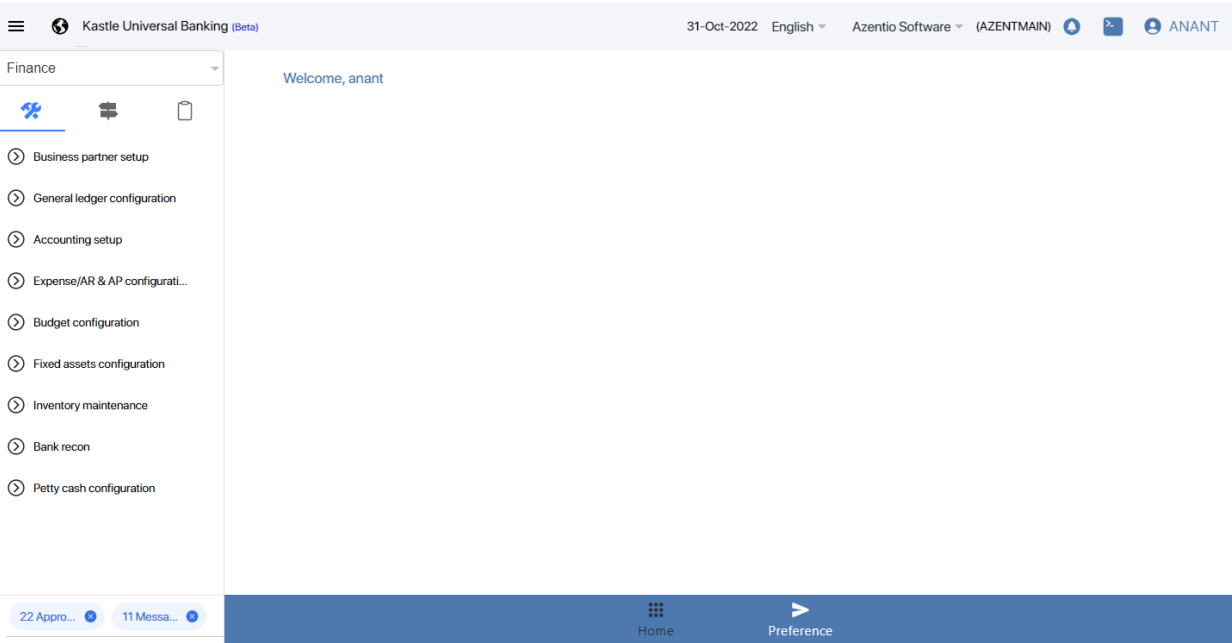 Kastle Universal Banking (Beta)
31-Oct-2022 English Azentio Software (AZENTMAIN) ANANT
Finance
Welcome, anant
Business partner setup
General ledger configuration
Accounting setup
Expense/AR & AP configurati...
Budget configuration
Fixed assets configuration
Inventory maintenance
Bank recon
Petty cash configuration
22 Appro... 11 Messa...
Home Preference